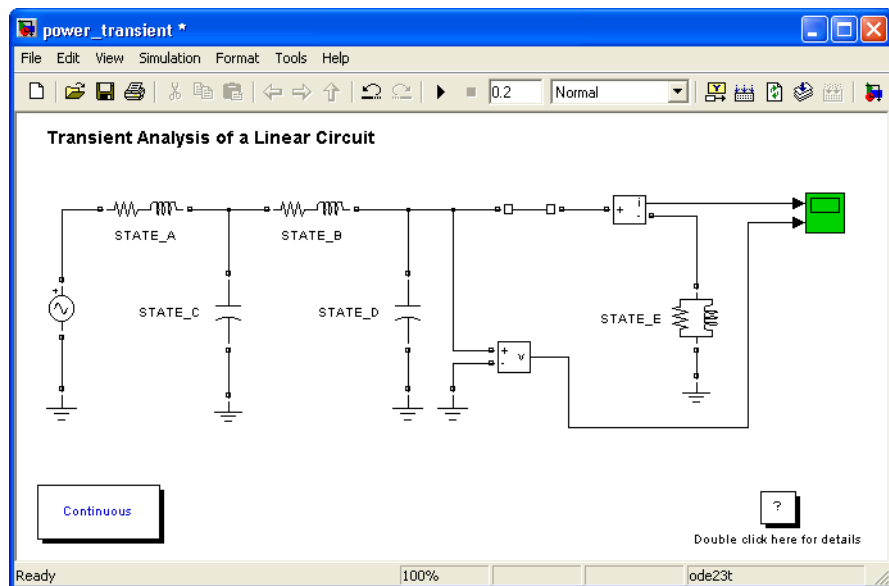 power_transient *
File Edit View Simulation Format Tools Help
0.2 Normal
Transient Analysis of a Linear Circuit
STATE_A STATE_B
i
+
-
STATE_C STATE_D STATE_E
+
+
- v
Continuous
?
Double click here for details
Ready 100% ode23t